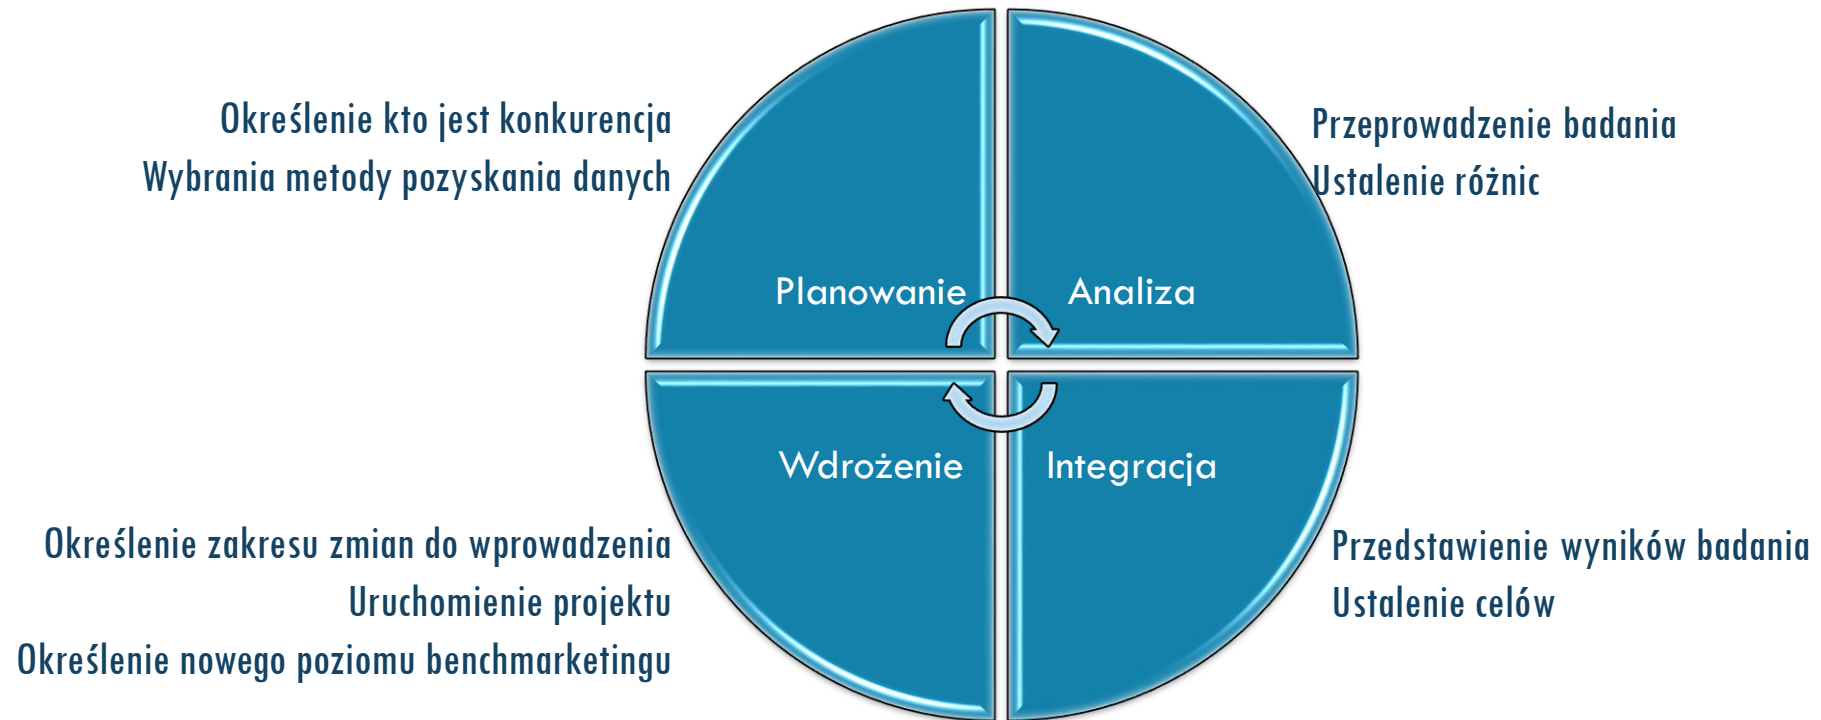 Określenie kto jest konkurencja
Wybrania metody pozyskania danych
Planowanie
Przeprowadzenie badania
Ustalenie różnic
Analiza
Wdrożenie
Określenie zakresu zmian do wprowadzenia
Uruchomienie projektu
Określenie nowego poziomu benchmarketingu
Integracja
Przedstawienie wyników badania
Ustalenie celów